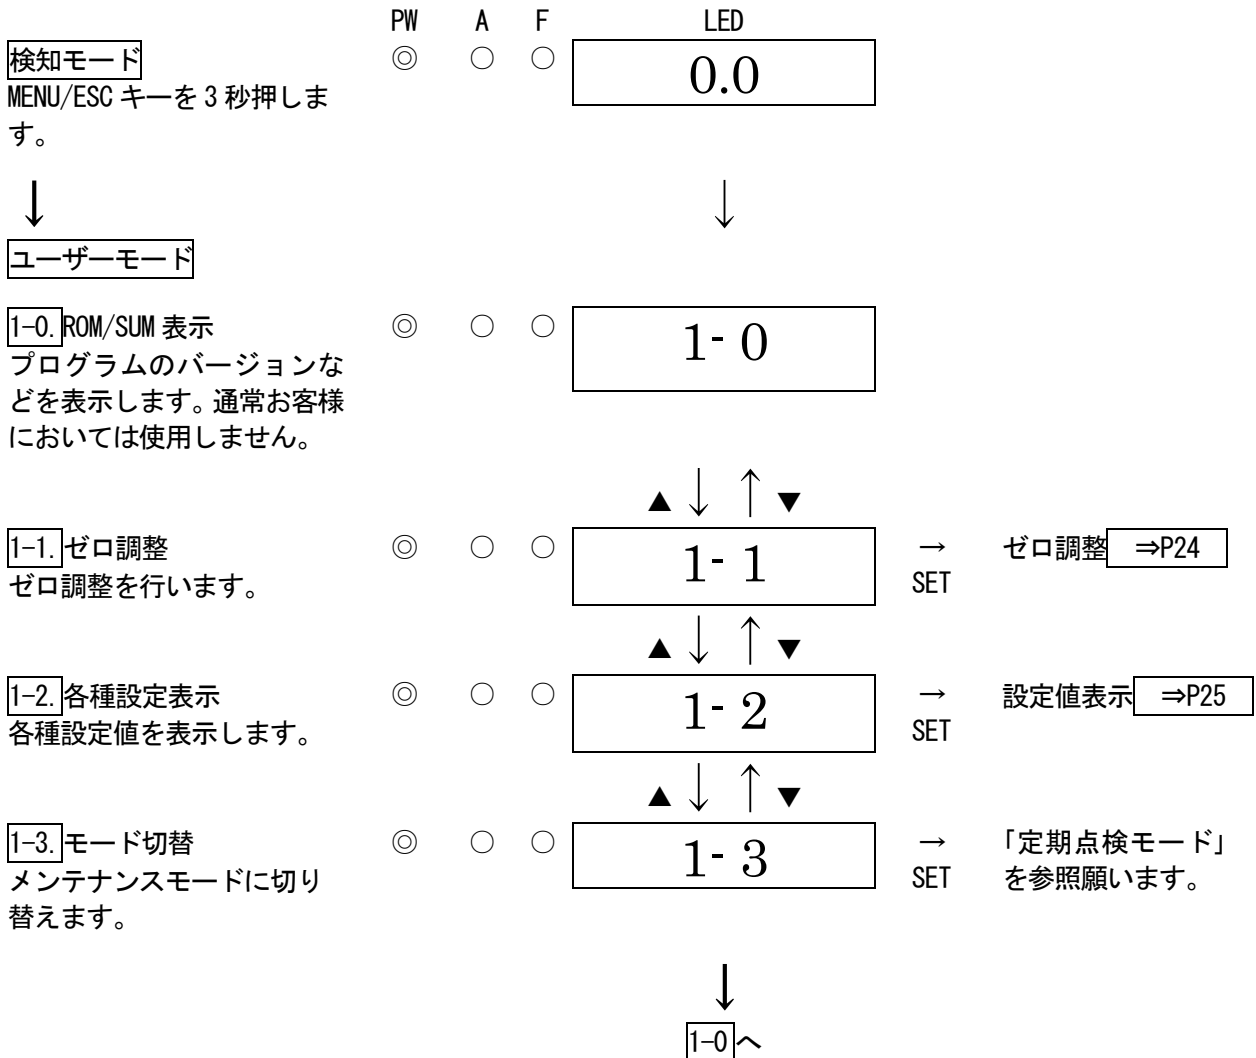 PW A F LED
検知モード ◎ ○ ○ 0.0
MENU/ESC キーを 3 秒押しま
す。
↓ ↓
ユーザーモード
1-0. ROM/SUM 表示 ◎ ○ ○ 1- 0
プログラムのバージョンな
どを表示します。通常お客様
においては使用しません。
▲ ↓ ↑ ▼
1-1. ゼロ調整 ◎ ○ ○ 1- 1 → ゼロ調整 ⇒P24
ゼロ調整を行います。 SET
▲ ↓ ↑ ▼
1-2. 各種設定表示 ◎ ○ ○ 1- 2 → 設定値表示 ⇒P25
各種設定値を表示します。 SET
▲ ↓ ↑ ▼
1-3. モード切替 ◎ ○ ○ 1- 3 → 「定期点検モード」
メンテナンスモードに切り SET を参照願います。
替えます。
↓
1-0 へ